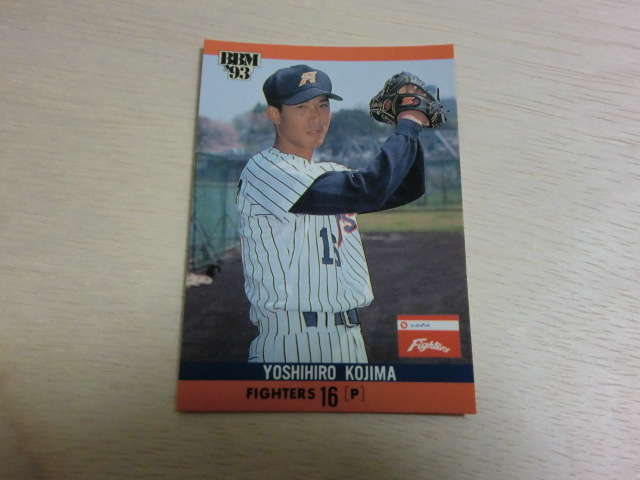 BBM
'93
Fighters
YOSHIHIRO KOJIMA
FIGHTERS 16 [P]